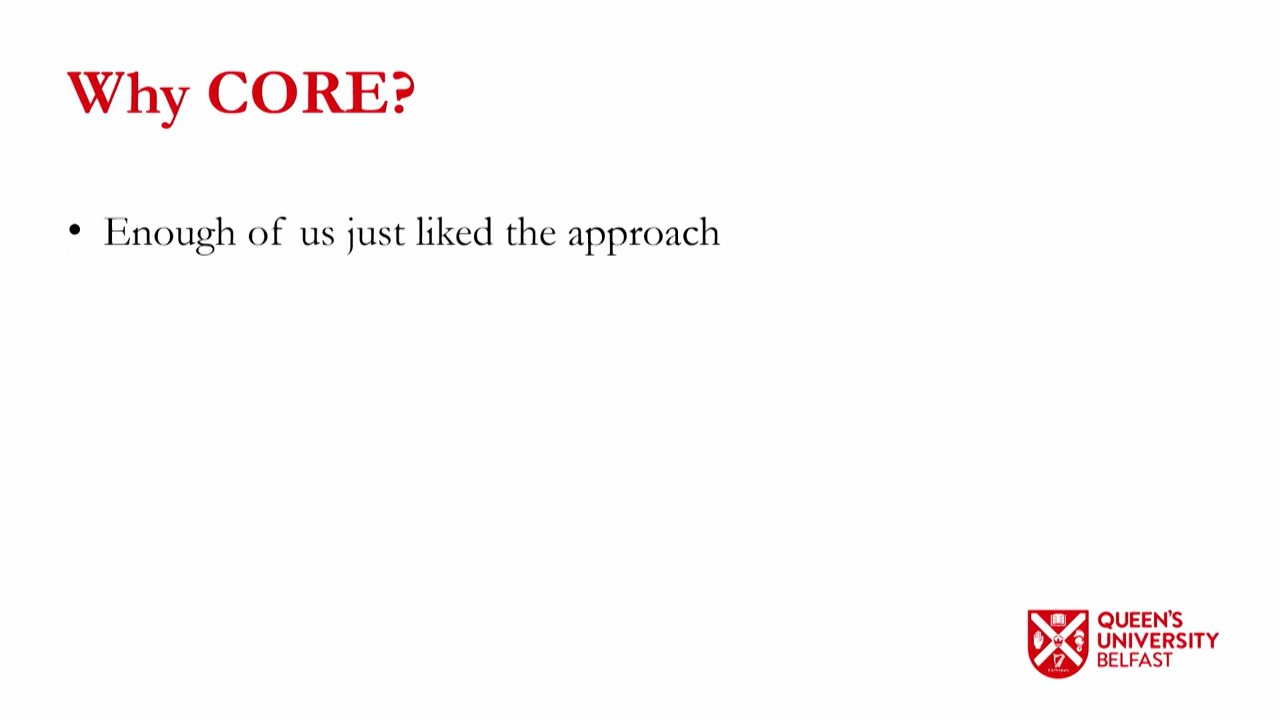 Why CORE?
• Enough of us just liked the approach
QUEEN'S
UNIVERSITY
BELFAST